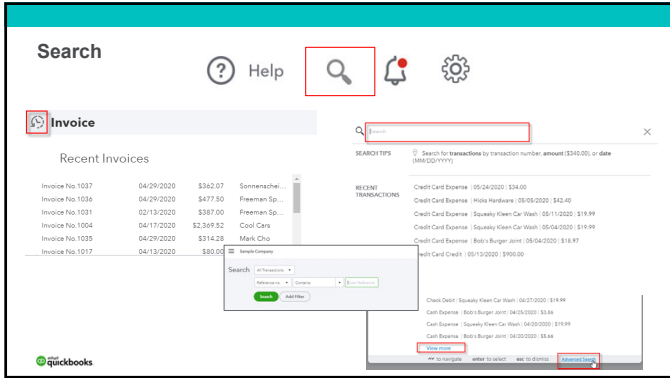 Search
Help
Invoice
Recent Invoices
Invoice No.1037 04/29/2020 $362.07 Sonnenschei...
Invoice No.1036 04/29/2020 $477.50 Freeman Sp...
Invoice No.1031 02/13/2020 $387.00 Freeman Sp...
Invoice No.1004 04/17/2020 $2,369.52 Cool Cars
Invoice No.1035 04/29/2020 $314.28 Mark Cho
Invoice No.1017 04/13/2020 $80.00
Sample Company
Search All Transactions
Reference no. Contains
Search Add Filter
Search
SEARCH TIPS Search for transactions by transaction number, amount ($340.00), or date
(MM/DD/YYYY)
RECENT
TRANSACTIONS
Credit Card Expense | 05/24/2020 | $34.00
Credit Card Expense | Hicks Hardware | 05/05/2020 | $42.40
Credit Card Expense | Squeaky Kleen Car Wash | 05/11/2020 | $19.99
Credit Card Expense | Squeaky Kleen Car Wash | 05/04/2020 | $19.99
Credit Card Expense | Bob's Burger Joint | 05/04/2020 | $18.97
Credit Card Credit | 05/13/2020 | $900.00
Check Debit | Squeaky Kleen Car Wash | 04/27/2020 | $19.99
Cash Expense | Bob's Burger Joint | 04/25/2020 | $3.86
Cash Expense | Squeaky Kleen Car Wash | 04/20/2020 | $19.99
Cash Expense | Bob's Burger Joint | 04/20/2020 | $5.66
View more
to navigate enter to select esc to dismiss Advanced Search
intuit
quickbooks